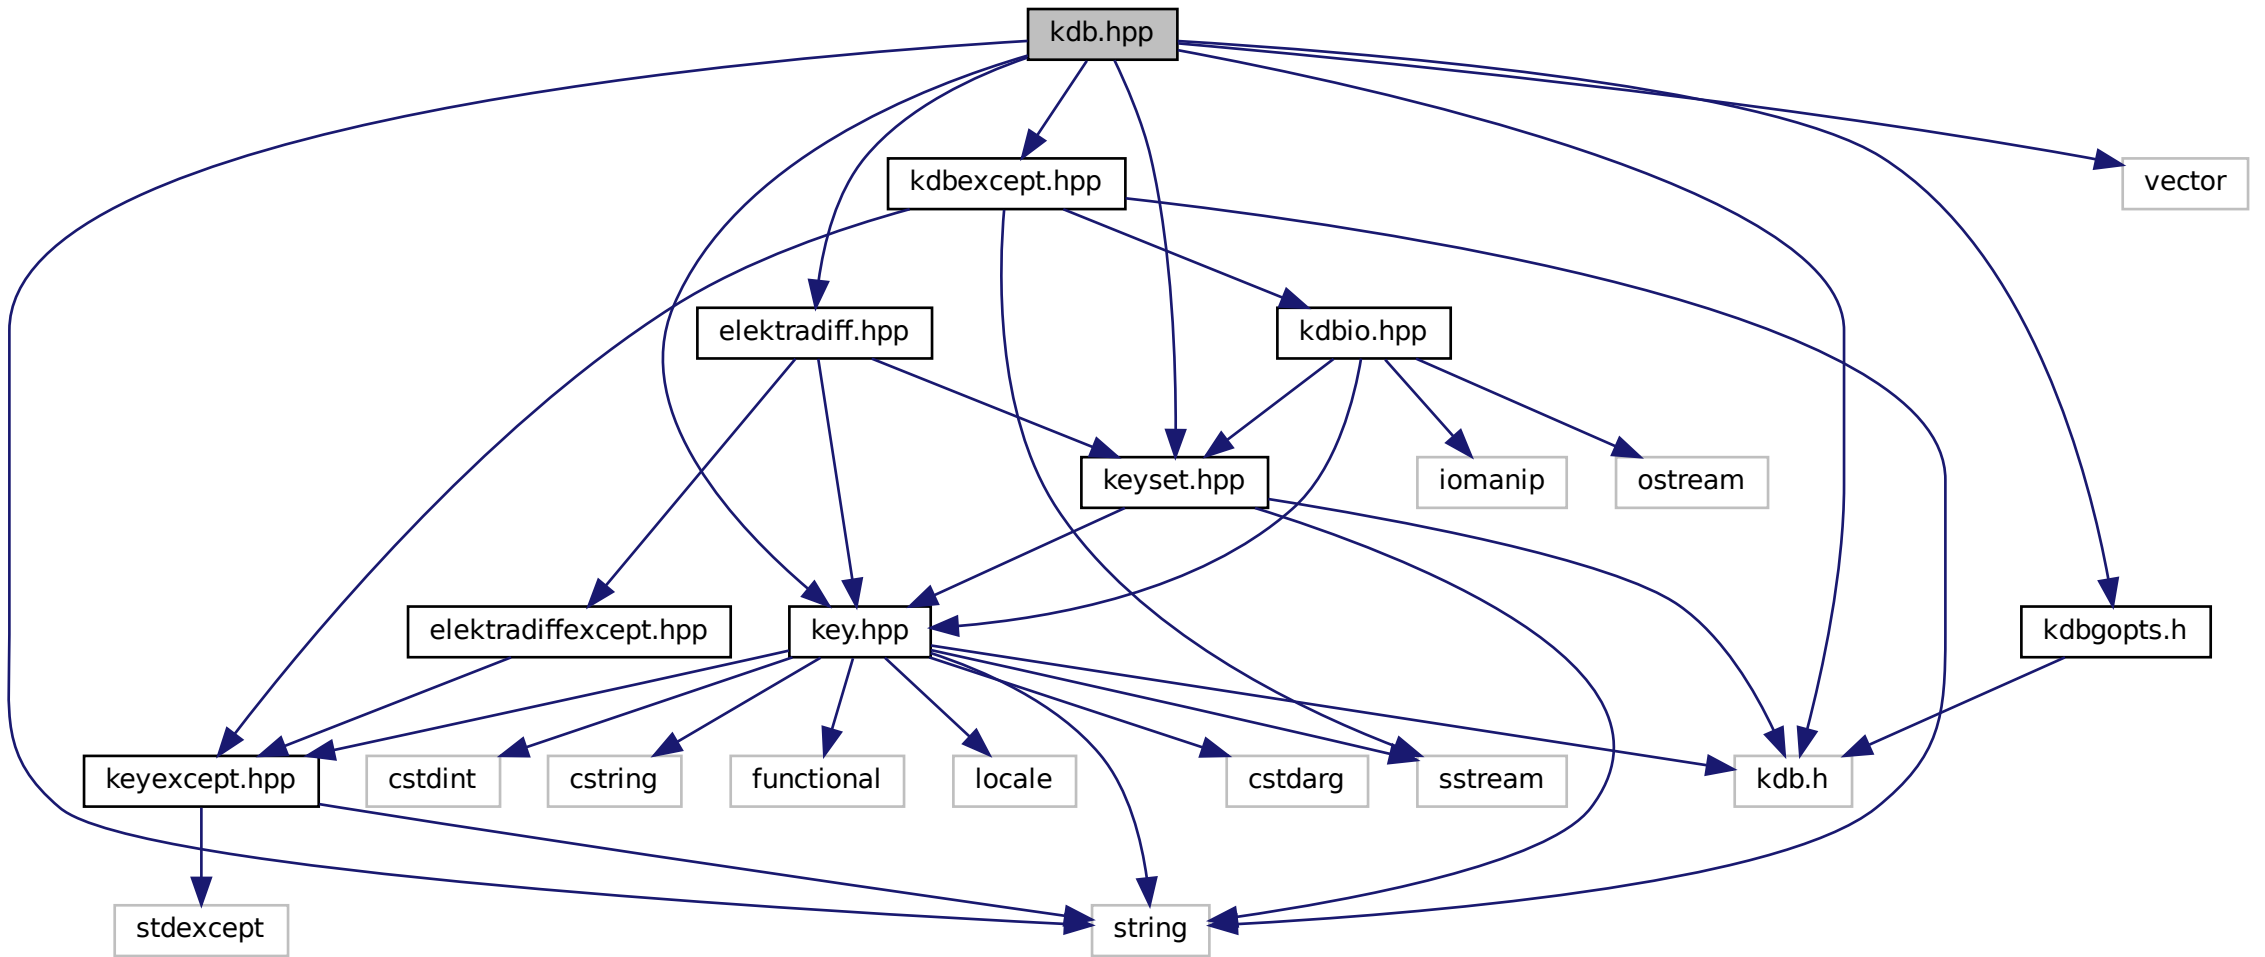 kdb.hpp
kdbexcept.hpp
vector
elektradiff.hpp
kdbio.hpp
keyset.hpp
iomanip
ostream
elektradiffexcept.hpp
key.hpp
kdbgopts.h
keyexcept.hpp
cstdint
cstring
functional
locale
cstdarg
sstream
kdb.h
stdexcept
string